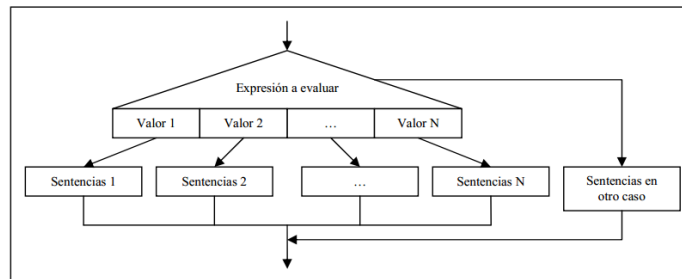 Expresión a evaluar
Valor 1
Valor 2
…
Valor N
Sentencias 1
Sentencias 2
…
Sentencias N
Sentencias en
otro caso